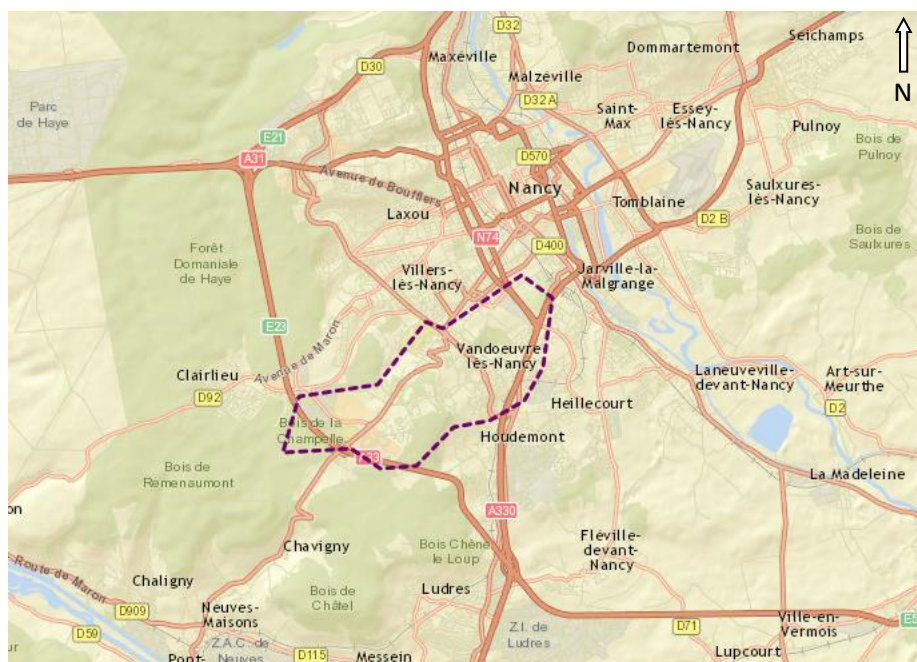 D32
Seichamps
Dommartemont
Maxéville
D30
Malzéville
N
Parc
de Haye
D32 A
Saint-
Max
Essey-
lès-Nancy
Pulnoy
E21
A31
D570
Bois de
Pulnoy
Avenue de Boufflers
Nancy
Saulxures-
lès-Nancy
Laxou
Tomblaine
D2 B
N74
D400
Bois de
Saulxures
Forêt
Domaniale
de Haye
Villers-
lès-Nancy
Jarville-la-
Malgrange
E23
Avenue de Maron
Vandoeuvre
lès-Nancy
Clairlieu
D92
Laneuveville-
devant-Nancy
Art-sur-
Meurthe
D2
Heillecourt
Bois de la
Champelle
Houdemont
A33
Bois de
Remenaumont
La Madeleine
on
A330
Chavigny
Bois Chêne
le Loup
Fléville-
devant-
Nancy
Route de Maron
Chaligny
Bois de
Châtel
Ludres
D909
Neuves-
Maisons
Ville-en-
Vermois
E5
D59
Z.I. de
Ludres
D71
Z.A.C. de
Neuves
Lupcourt
ur
Pont-
D115
Messein